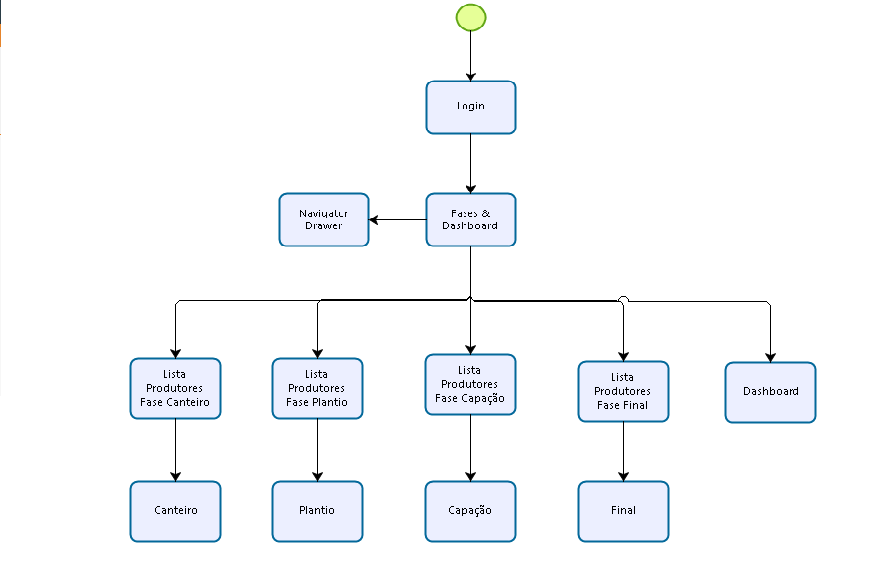 Login
Navigator
Drawer
Fases &
Dashboard
Lista
Produtores
Fase Canteiro
Lista
Produtores
Fase Plantio
Lista
Produtores
Fase Capação
Lista
Produtores
Fase Final
Dashboard
Canteiro
Plantio
Capação
Final